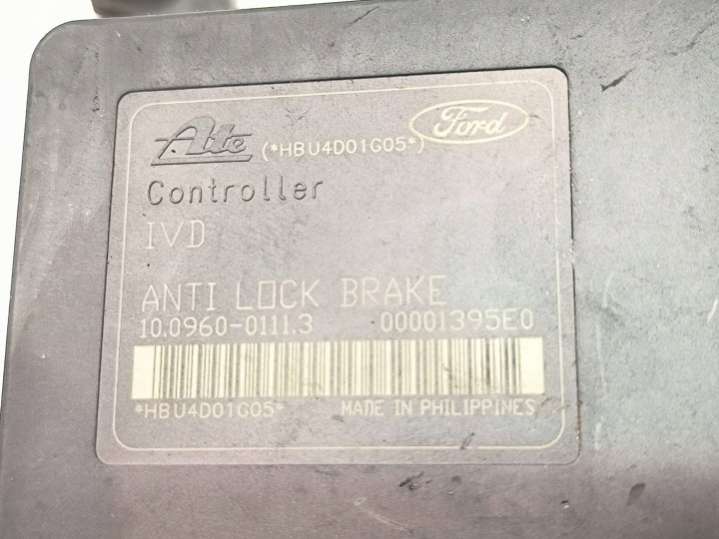 Ate (*HBU4D01G05*) Ford
Controller
IVD
ANTI LOCK BRAKE
10.0960-0111.3 00001395E0
*HBU4D01G05* MADE IN PHILIPPINES